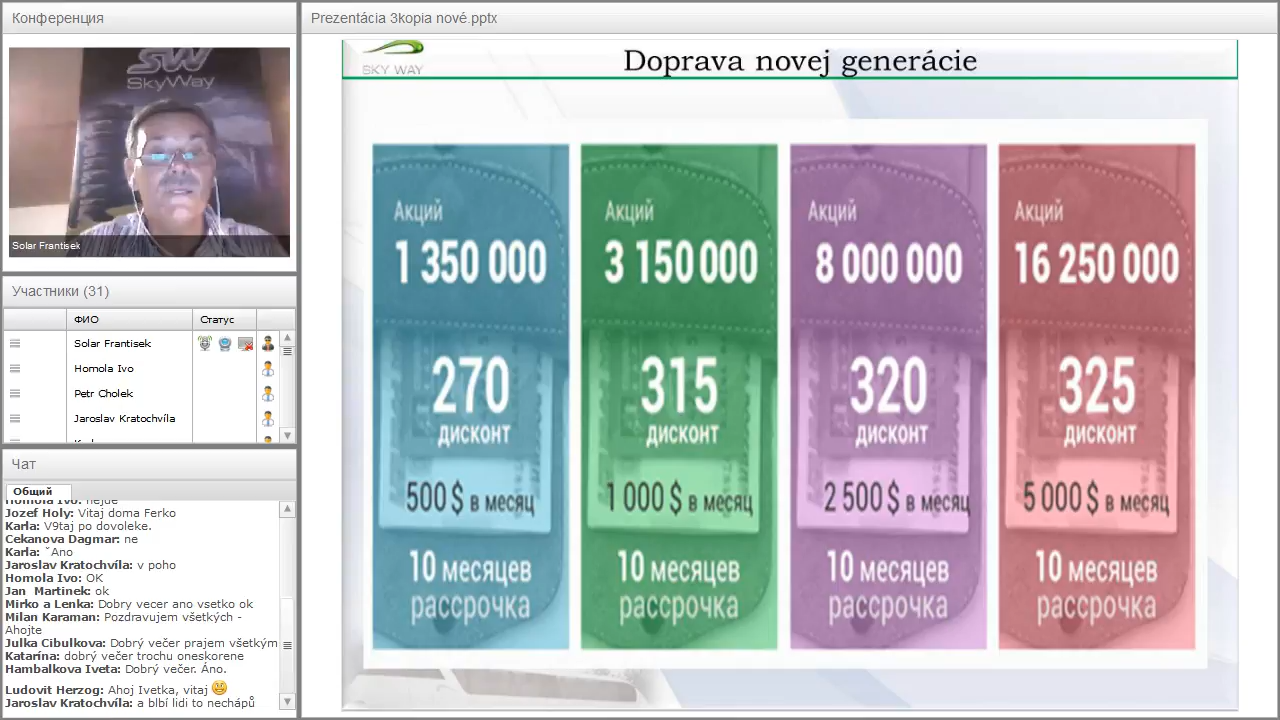 Конференция
SW
SkyWay
Solar Frantisek
Участники (31)
ФИО
Статус
Solar Frantisek
Homola Ivo
Petr Cholek
Jaroslav Kratochvíla
Чат
Общий
Homola Ivo: nejde
Jozef Holy: Vitaj doma Ferko
Karla: V9taj po dovoleke.
Cekanova Dagmar: ne
Karla: ˇAno
Jaroslav Kratochvíla: v poho
Homola Ivo: OK
Jan Martinek: ok
Mirko a Lenka: Dobry vecer ano vsetko ok
Milan Karaman: Pozdravujem všetkých -
Ahojte
Julka Cibulkova: Dobrý večer prajem všetkým
Katarína: dobrý večer trochu oneskorene
Hambalkova Iveta: Dobrý večer. Áno.
Ludovit Herzog: Ahoj Ivetka, vitaj
Jaroslav Kratochvíla: a blbí lidi to nechápů
Prezentácia 3kopia nové.pptx
SKY WAY
Doprava novej generácie
Акций
1 350 000
270
дисконт
500 $ в месяц
10 месяцев
рассрочка
Акций
3 150 000
315
дисконт
1 000 $ в месяц
10 месяцев
рассрочка
Акций
8 000 000
320
дисконт
2 500 $ в месяц
10 месяцев
рассрочка
Акций
16 250 000
325
дисконт
5 000 $ в месяц
10 месяцев
рассрочка